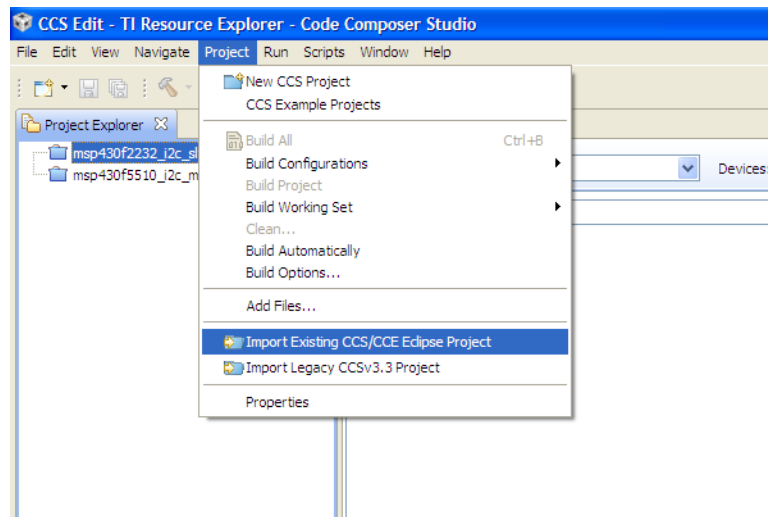 CCS Edit - TI Resource Explorer - Code Composer Studio
File Edit View Navigate Project Run Scripts Window Help
New CCS Project
CCS Example Projects
Project Explorer
Build All Ctrl+B
msp430f2232_i2c_sl
Build Configurations
Devices:
msp430f5510_i2c_m
Build Project
Build Working Set
Clean...
Build Automatically
Build Options...
Add Files...
Import Existing CCS/CCE Eclipse Project
Import Legacy CCSv3.3 Project
Properties